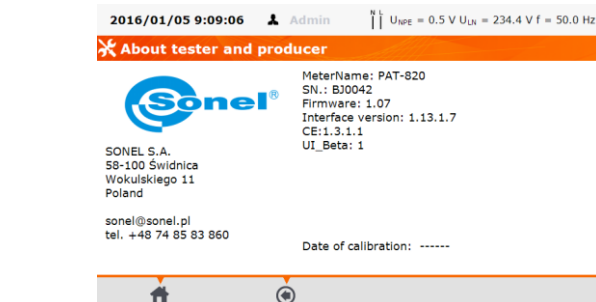 2016/01/05 9:09:06 Admin N L UNPE = 0.5 V ULN = 234.4 V f = 50.0 Hz
About tester and producer
Sonel®
MeterName: PAT-820
SN.: BJ0042
Firmware: 1.07
Interface version: 1.13.1.7
CE:1.3.1.1
UI_Beta: 1
SONEL S.A.
58-100 Świdnica
Wokulskiego 11
Poland
sonel@sonel.pl
tel. +48 74 85 83 860
Date of calibration: ------